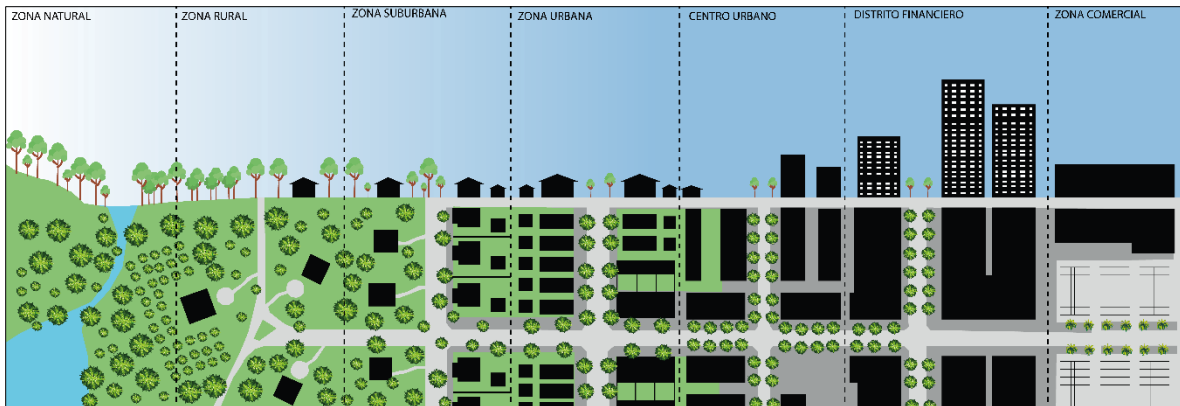 ZONA NATURAL
ZONA RURAL
ZONA SUBURBANA
ZONA URBANA
CENTRO URBANO
DISTRITO FINANCIERO
ZONA COMERCIAL